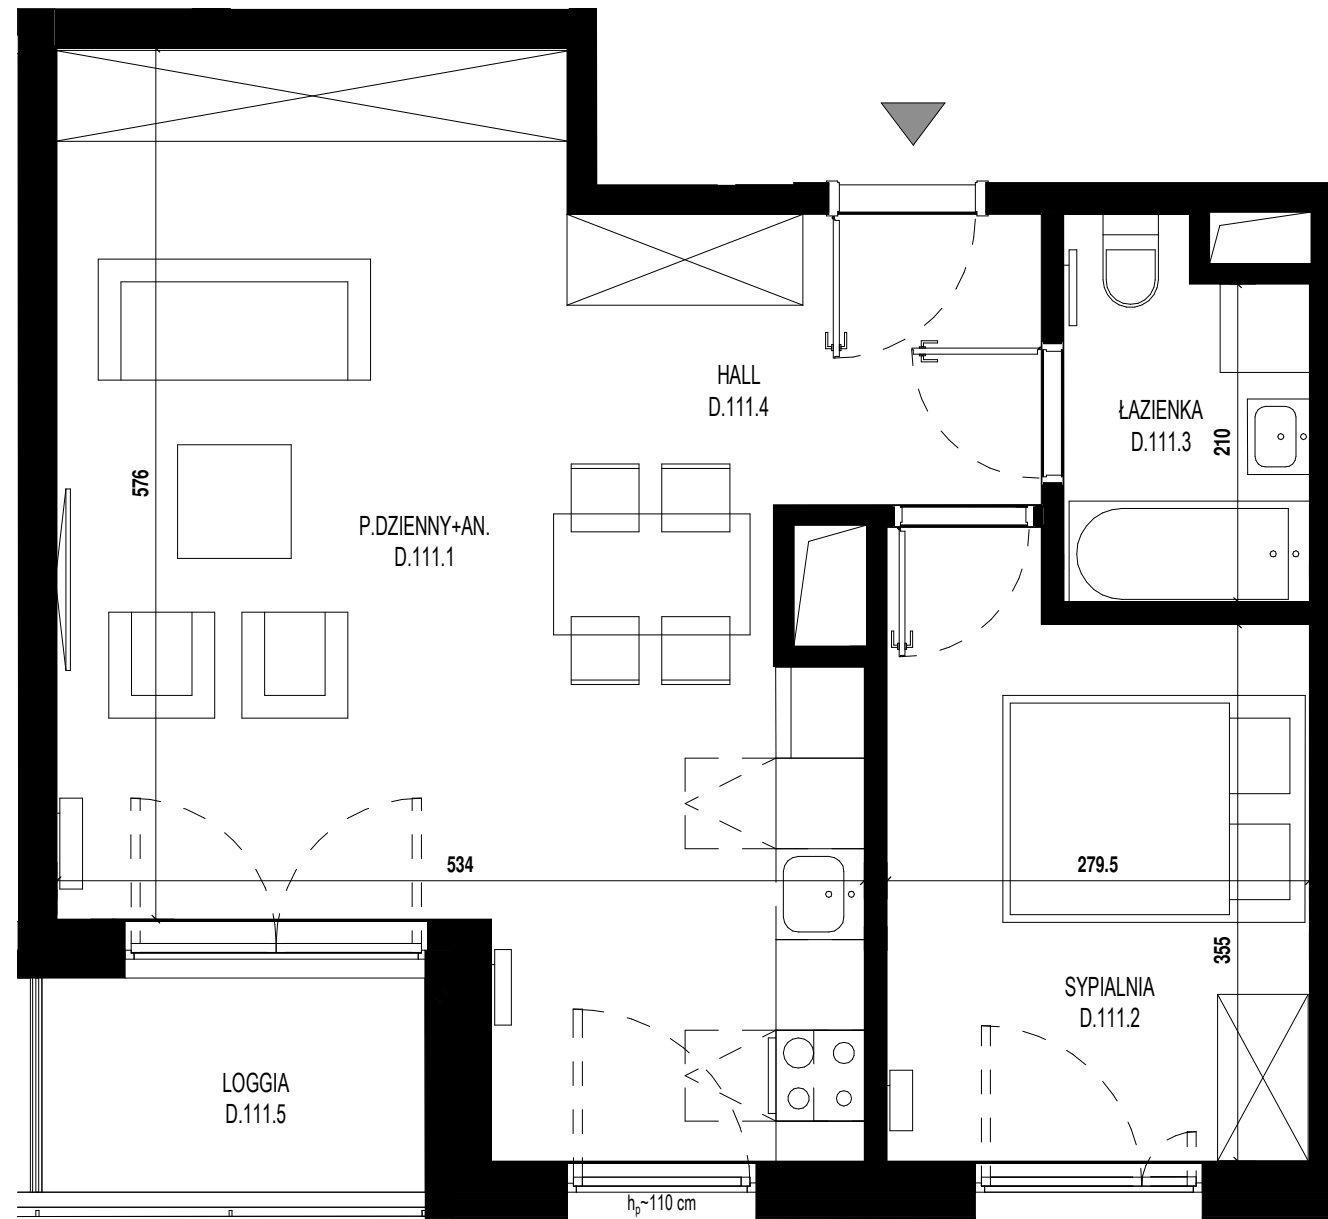 HALL
D.111.4
ŁAZIENKA
D.111.3
210
576
P.DZIENNY+AN.
D.111.1
534
279.5
355
SYPIALNIA
D.111.2
LOGGIA
D.111.5
hp~110 cm